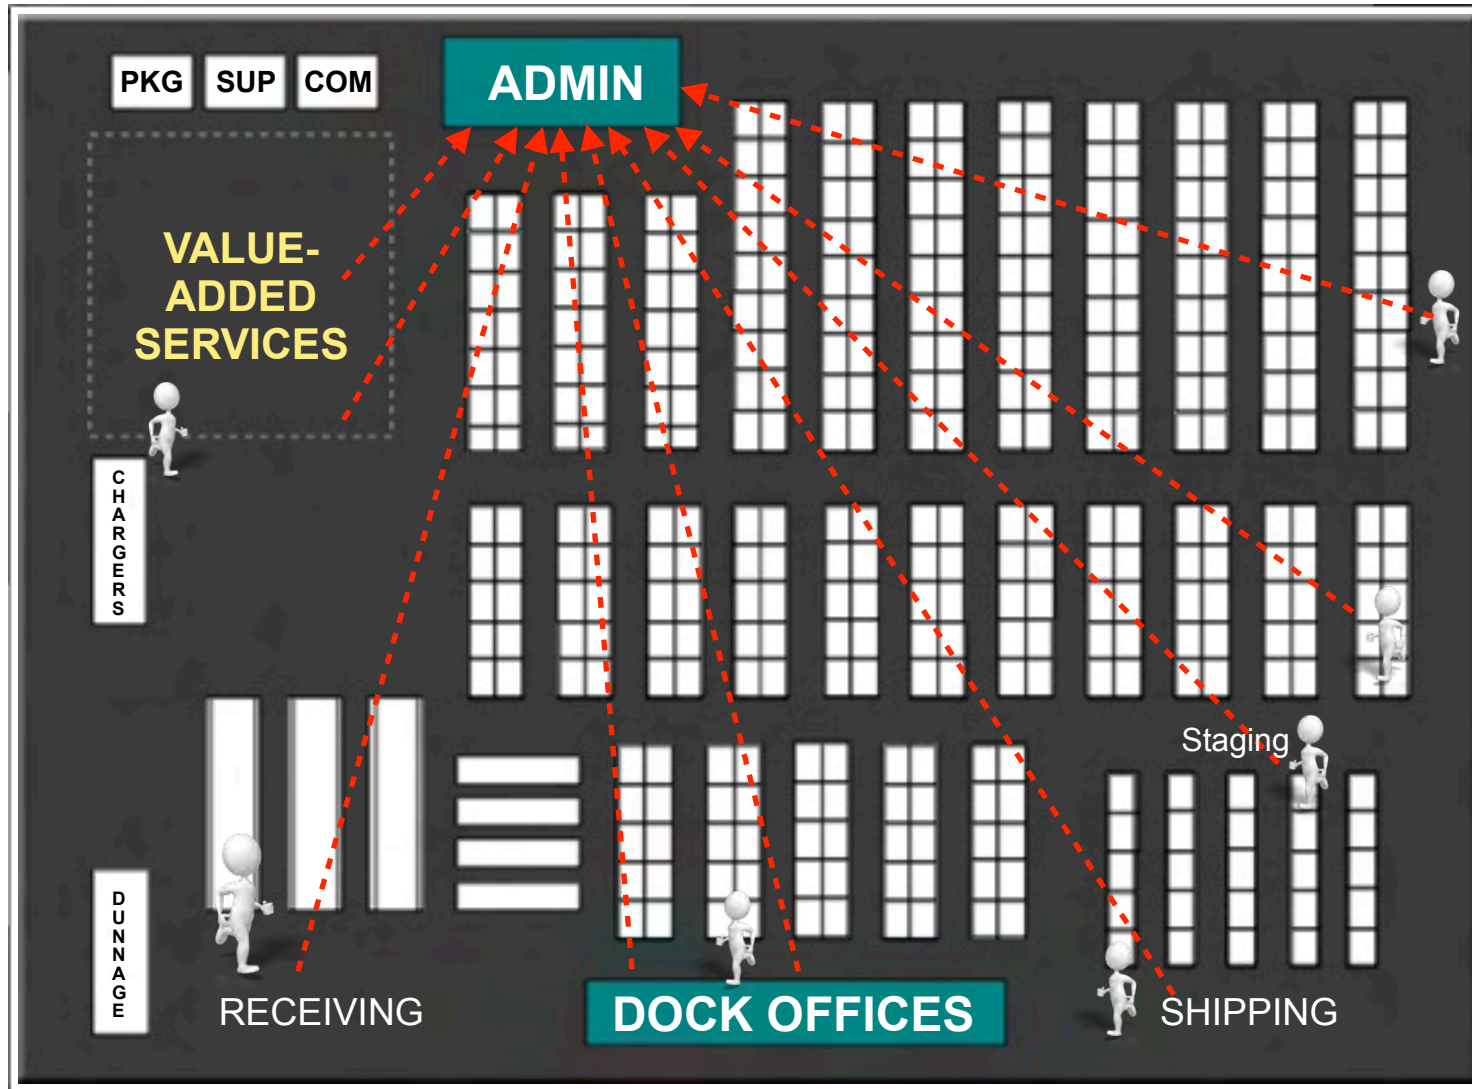 PKG
SUP
COM
ADMIN
VALUE-
ADDED
SERVICES
CHARGERS
Staging
DUNNAGE
RECEIVING
DOCK OFFICES
SHIPPING